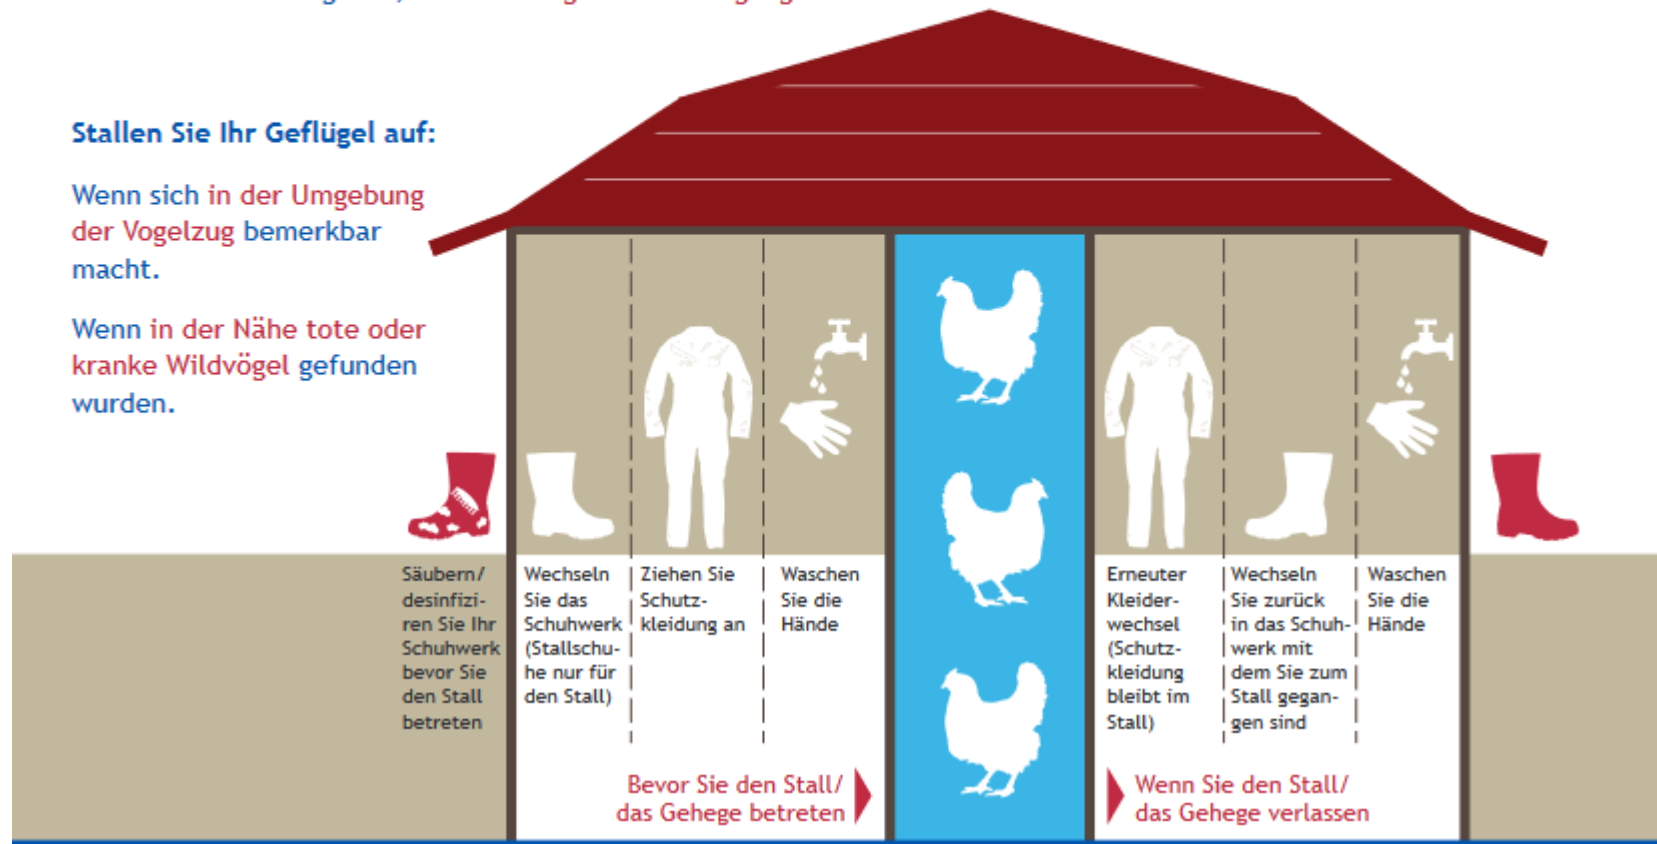 Stallen Sie Ihr Geflügel auf:
Wenn sich in der Umgebung
der Vogelzug bemerkbar
macht.
Wenn in der Nähe tote oder
kranke Wildvögel gefunden
wurden.
Säubern/
desinfizi-
ren Sie Ihr
Schuhwerk
bevor Sie
den Stall
betreten
Wechseln
Sie das
Schuhwerk
(Stallschu-
he nur für
den Stall)
Ziehen Sie
Schutz-
kleidung an
Waschen
Sie die
Hände
Bevor Sie den Stall/
das Gehege betreten
Erneuter
Kleider-
wechsel
(Schutz-
kleidung
bleibt im
Stall)
Wechseln
Sie zurück
in das Schuh-
werk mit
dem Sie zum
Stall gegan-
gen sind
Waschen
Sie die
Hände
Wenn Sie den Stall/
das Gehege verlassen